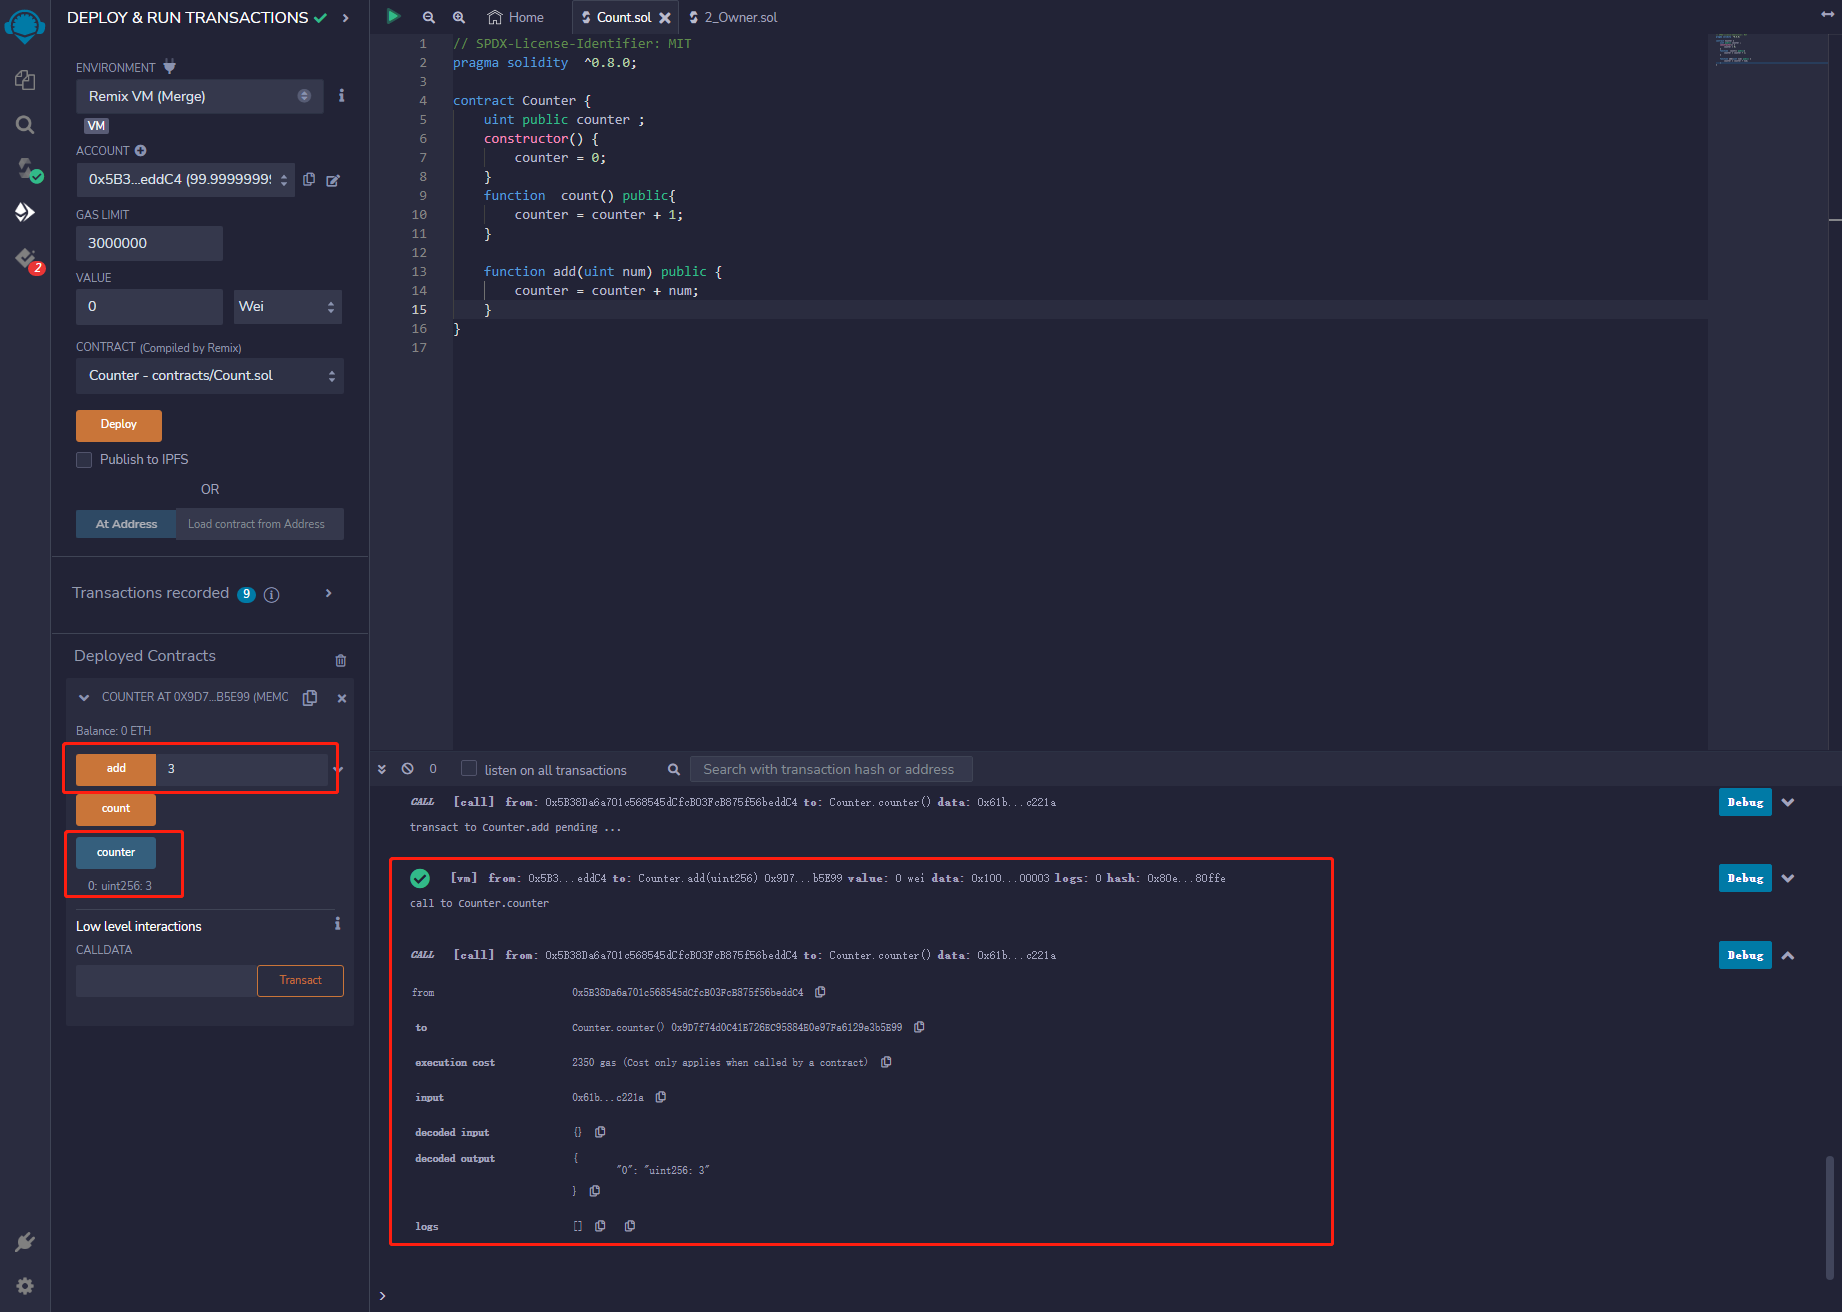 DEPLOY & RUN TRANSACTIONS
ENVIRONMENT
Remix VM (Merge)
VM
ACCOUNT
0x5B3...eddC4 (99.99999999
GAS LIMIT
3000000
VALUE
0
Wei
CONTRACT (Compiled by Remix)
Counter - contracts/Count.sol
Deploy
Publish to IPFS
OR
At Address
Load contract from Address
Transactions recorded 9
Deployed Contracts
COUNTER AT 0X9D7...B5E99 (MEMO
Balance: 0 ETH
add 3
count
counter
0: uint256: 3
Low level interactions
CALLDATA
Transact
2
Home
Count.sol
2_Owner.sol
1 // SPDX-License-Identifier: MIT
2 pragma solidity  ^0.8.0;
3
4 contract Counter {
5     uint public counter ;
6     constructor() {
7         counter = 0;
8     }
9     function  count() public{
10         counter = counter + 1;
11     }
12
13     function add(uint num) public {
14         counter = counter + num;
15     }
16 }
17
0
listen on all transactions
Search with transaction hash or address
CALL [call] from: 0x5B38Da6a701c568545dCfcB03FcB875f56beddC4 to: Counter.counter() data: 0x61b...c221a
Debug
transact to Counter.add pending ...
[vm] from: 0x5B3...eddC4 to: Counter.add(uint256) 0x9D7...b5E99 value: 0 wei data: 0x100...00003 logs: 0 hash: 0x80e...80ffe
Debug
call to Counter.counter
CALL [call] from: 0x5B38Da6a701c568545dCfcB03FcB875f56beddC4 to: Counter.counter() data: 0x61b...c221a
Debug
from 0x5B38Da6a701c568545dCfcB03FcB875f56beddC4
to Counter.counter() 0x9D7f74d0C41E726EC95884E0e97Fa6129e3b5E99
execution cost 2350 gas (Cost only applies when called by a contract)
input 0x61b...c221a
decoded input {}
decoded output {
"0": "uint256: 3"
}
logs []
>